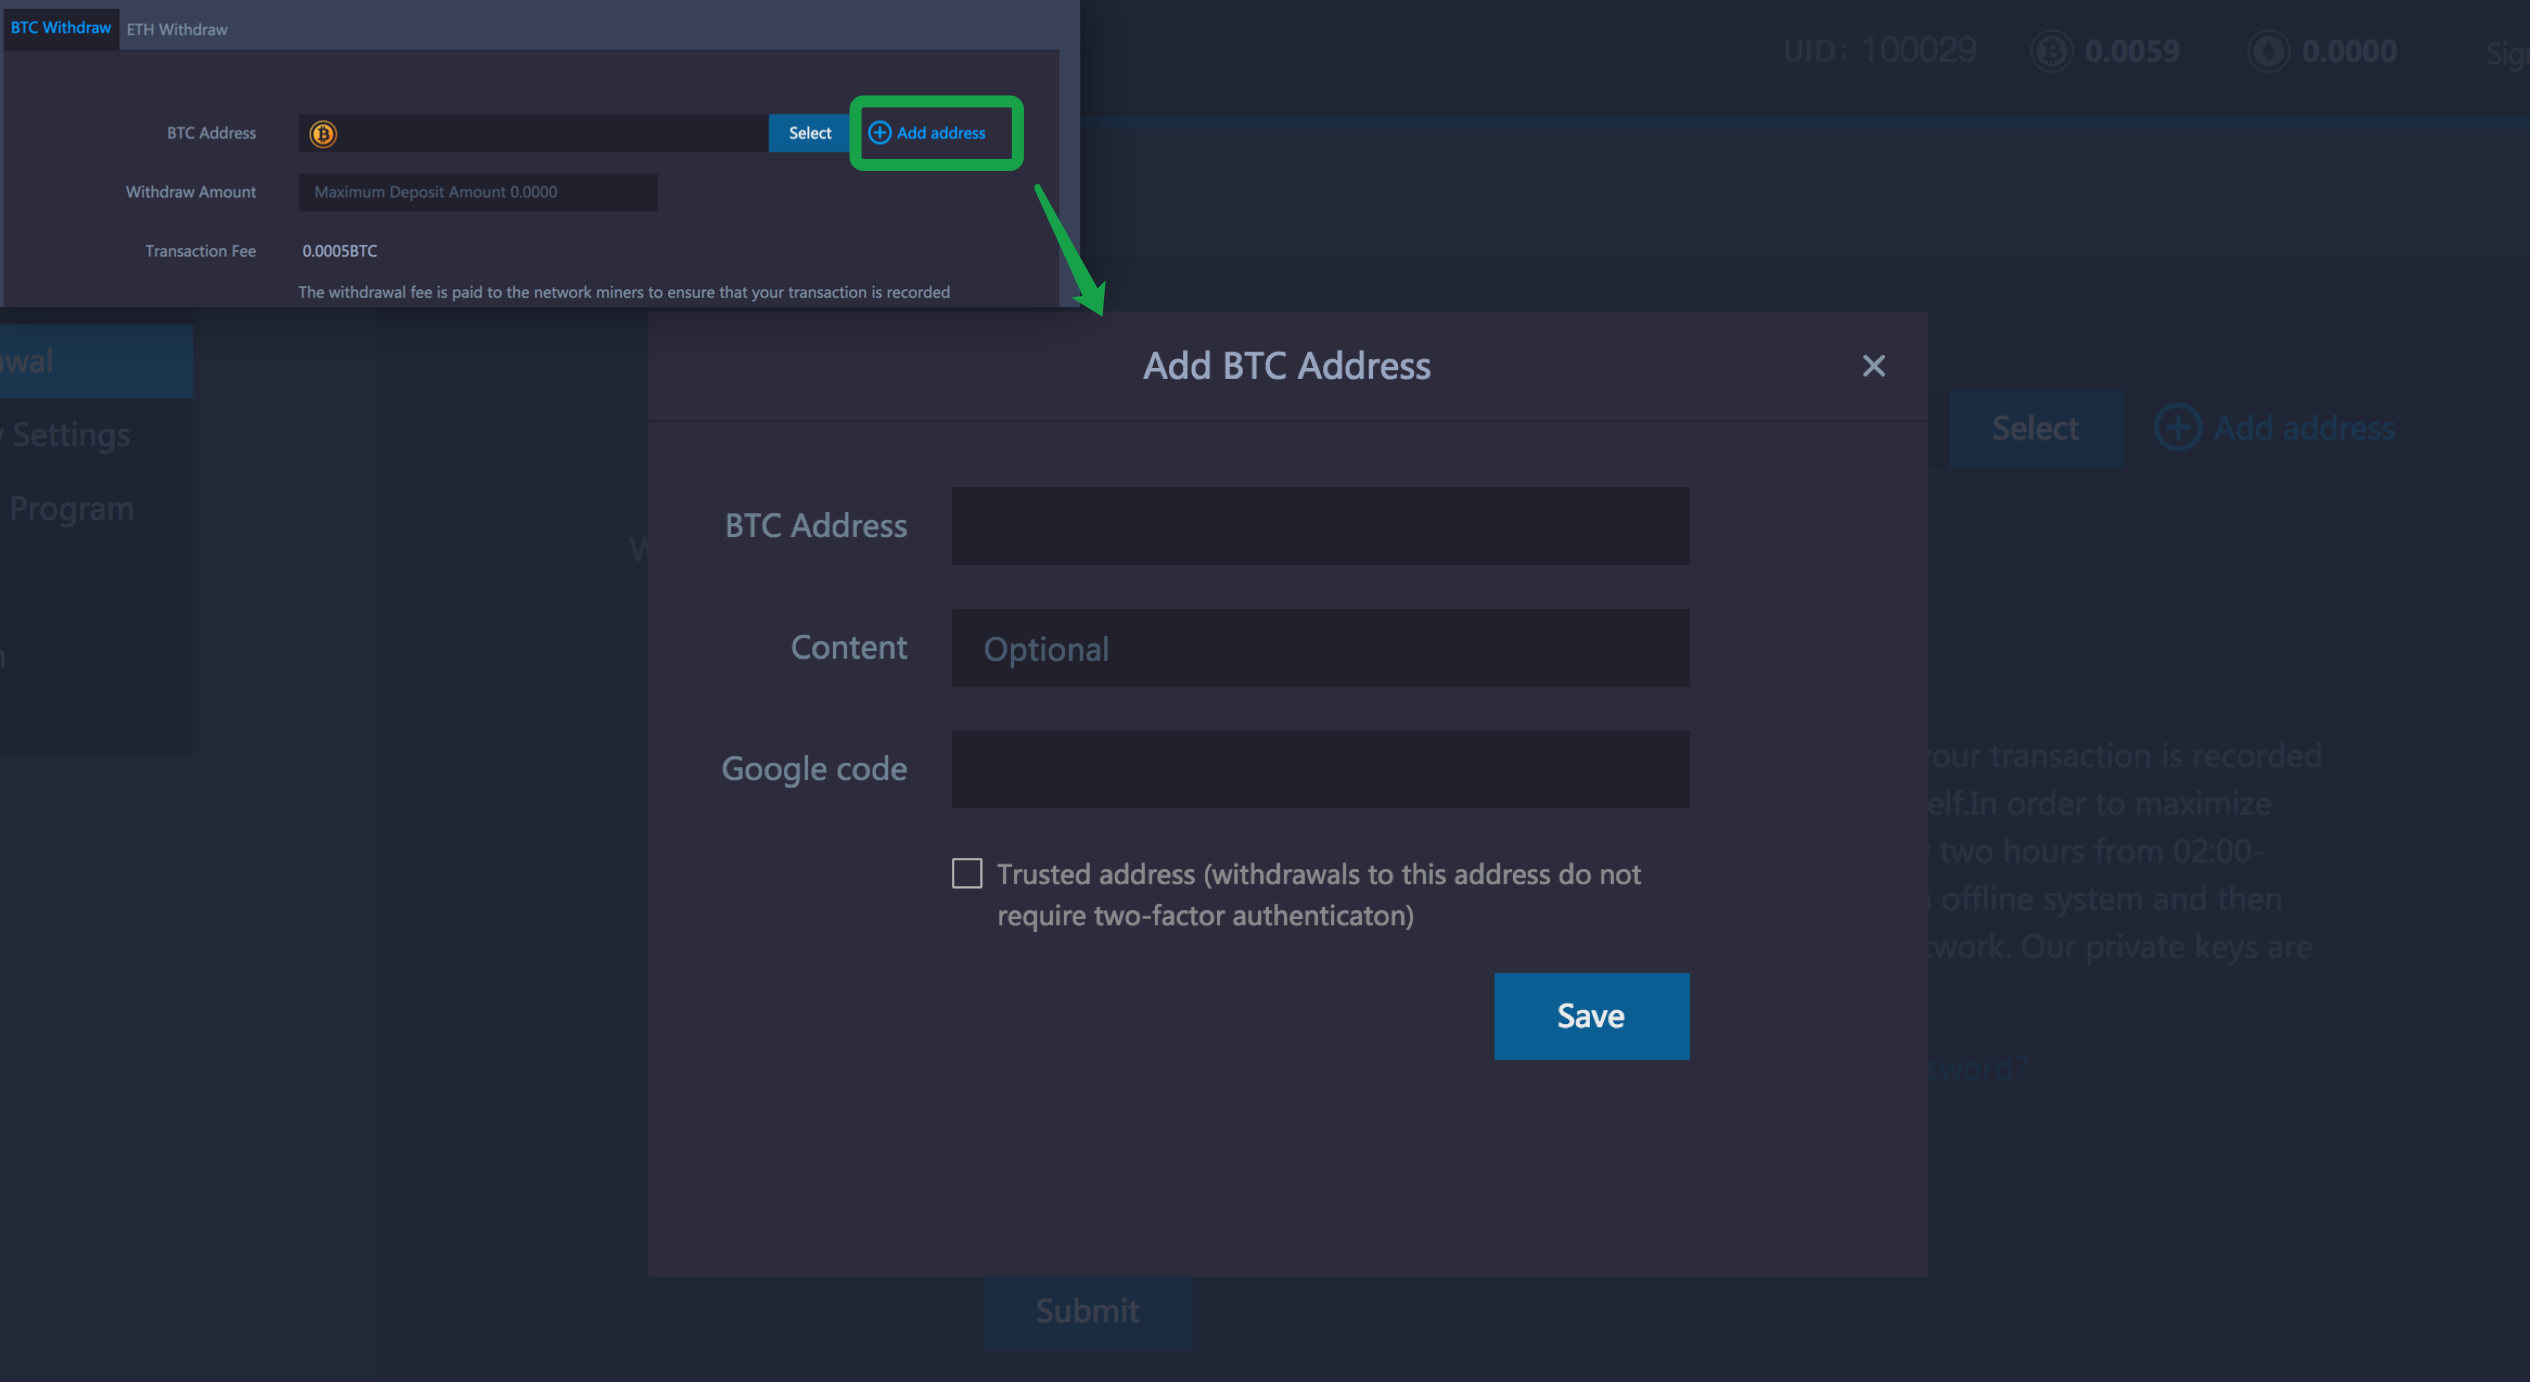 BTC Withdraw
ETH Withdraw
UID: 100029
0.0059
0.0000
BTC Address
Select
Add address
Withdraw Amount
Maximum Deposit Amount 0.0000
Transaction Fee
0.0005BTC
The withdrawal fee is paid to the network miners to ensure that your transaction is recorded
Settings
Program
Add BTC Address
Select
Add address
BTC Address
Content
Optional
Google code
Trusted address (withdrawals to this address do not
require two-factor authenticaton)
Save
our transaction is recorded
elf.In order to maximize
two hours from 02:00-
offline system and then
work. Our private keys are
sword?
Submit